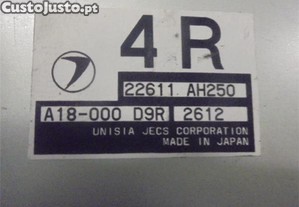 CustoJusto.pt
4R
22611 AH250
A18-000 D9R 2612
UNISIA JECS CORPORATION
MADE IN JAPAN